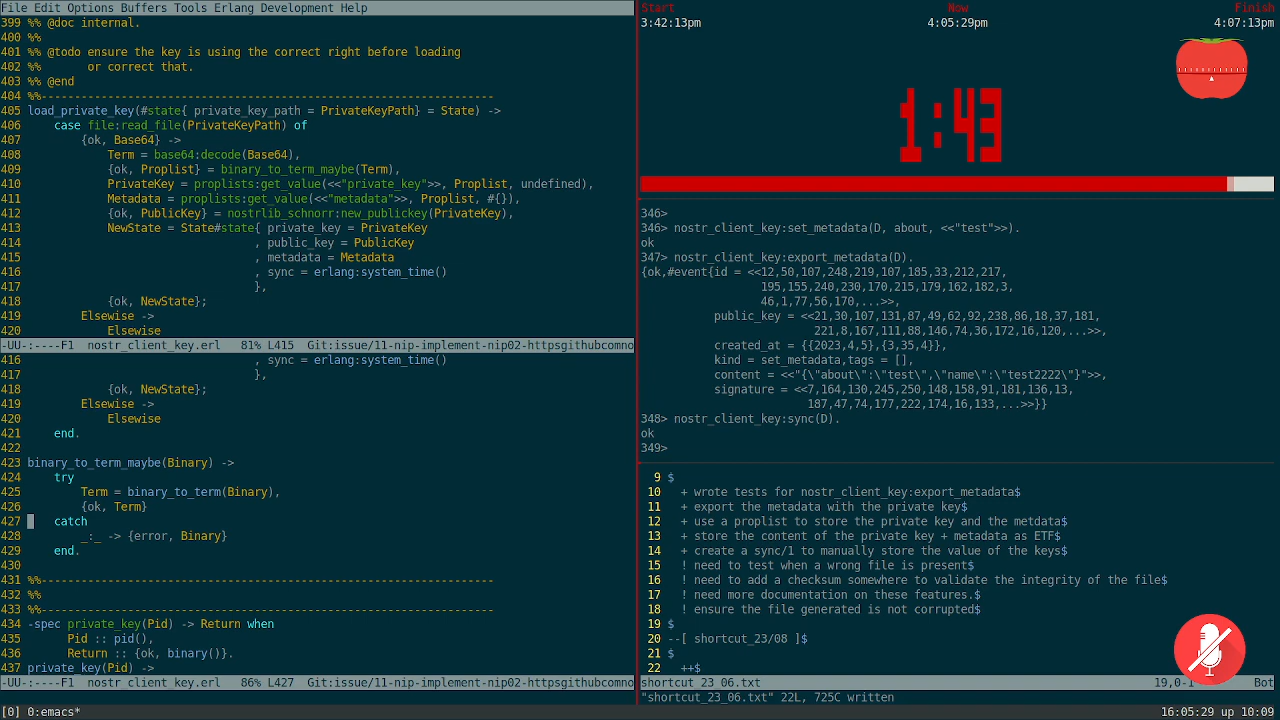 File Edit Options Buffers Tools Erlang Development Help
399 %% @doc internal.
400 %%
401 %% @todo ensure the key is using the correct right before loading
402 %%       or correct that.
403 %% @end
404 %%--------------------------------------------------------------------
405 load_private_key(#state{ private_key_path = PrivateKeyPath} = State) ->
406     case file:read_file(PrivateKeyPath) of
407         {ok, Base64} ->
408             Term = base64:decode(Base64),
409             {ok, Proplist} = binary_to_term_maybe(Term),
410             PrivateKey = proplists:get_value(<<"private_key">>, Proplist, undefined),
411             Metadata = proplists:get_value(<<"metadata">>, Proplist, #{}),
412             {ok, PublicKey} = nostrlib_schnorr:new_publickey(PrivateKey),
413             NewState = State#state{ private_key = PrivateKey
414                                   , public_key = PublicKey
415                                   , metadata = Metadata
416                                   , sync = erlang:system_time()
417                                   },
418             {ok, NewState};
419         Elsewise ->
420             Elsewise
-UU-:----F1  nostr_client_key.erl   81% L415  Git:issue/11-nip-implement-nip02-httpsgithubcomno
416                                   , sync = erlang:system_time()
417                                   },
418             {ok, NewState};
419         Elsewise ->
420             Elsewise
421     end.
422
423 binary_to_term_maybe(Binary) ->
424     try
425         Term = binary_to_term(Binary),
426         {ok, Term}
427     catch
428         _:_ -> {error, Binary}
429     end.
430
431 %%--------------------------------------------------------------------
432 %%
433 %%--------------------------------------------------------------------
434 -spec private_key(Pid) -> Return when
435       Pid :: pid(),
436       Return :: {ok, binary()}.
437 private_key(Pid) ->
-UU-:----F1  nostr_client_key.erl   86% L427  Git:issue/11-nip-implement-nip02-httpsgithubcomno
Start Now Finish
3:42:13pm 4:05:29pm 4:07:13pm
1:43
346>
346> nostr_client_key:set_metadata(D, about, <<"test">>).
ok
347> nostr_client_key:export_metadata(D).
{ok,#event{id = <<12,50,107,248,219,107,185,33,212,217,
                  195,155,240,230,170,215,179,162,182,3,
                  46,1,77,56,170,...>>,
           public_key = <<21,30,107,131,87,49,62,92,238,86,18,37,181,
                          221,8,167,111,88,146,74,36,172,16,120,...>>,
           created_at = {{2023,4,5},{3,35,4}},
           kind = set_metadata,tags = [],
           content = <<"{\"about\":\"test\",\"name\":\"test2222\"}">>,
           signature = <<7,164,130,245,250,148,158,91,181,136,13,
                         187,47,74,177,222,174,16,133,...>>}}
348> nostr_client_key:sync(D).
ok
349>
9 $
10   + wrote tests for nostr_client_key:export_metadata$
11   + export the metadata with the private key$
12   + use a proplist to store the private key and the metdata$
13   + store the content of the private key + metadata as ETF$
14   + create a sync/1 to manually store the value of the keys$
15   ! need to test when a wrong file is present$
16   ! need to add a checksum somewhere to validate the integrity of the file$
17   ! need more documentation on these features.$
18   ! ensure the file generated is not corrupted$
19 $
20 --[ shortcut_23/08 ]$
21 $
22   ++$
shortcut_23_06.txt 19,0-1 Bot
"shortcut_23_06.txt" 22L, 725C written
[0] 0:emacs* 16:05:29 up 10:09